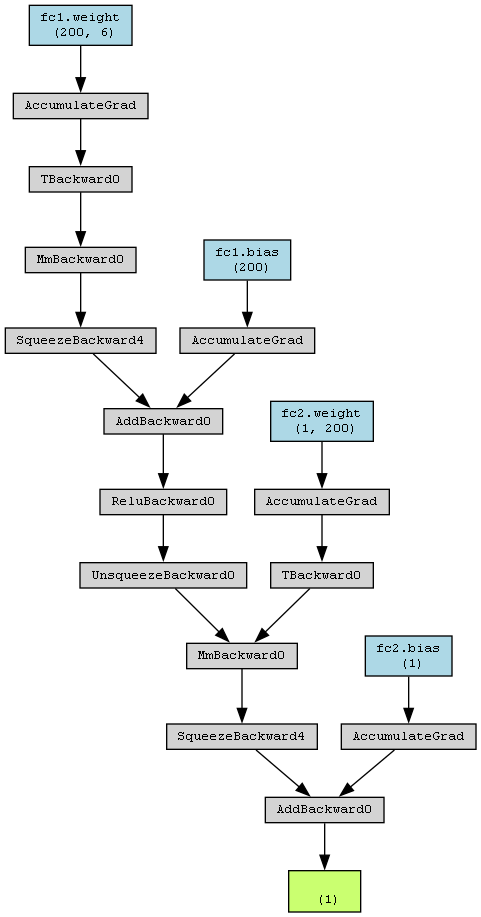 fc1.weight
(200, 6)
AccumulateGrad
TBackward0
MmBackward0
fc1.bias
(200)
SqueezeBackward4
AccumulateGrad
AddBackward0
fc2.weight
(1, 200)
ReluBackward0
AccumulateGrad
UnsqueezeBackward0
TBackward0
MmBackward0
fc2.bias
(1)
SqueezeBackward4
AccumulateGrad
AddBackward0
(1)